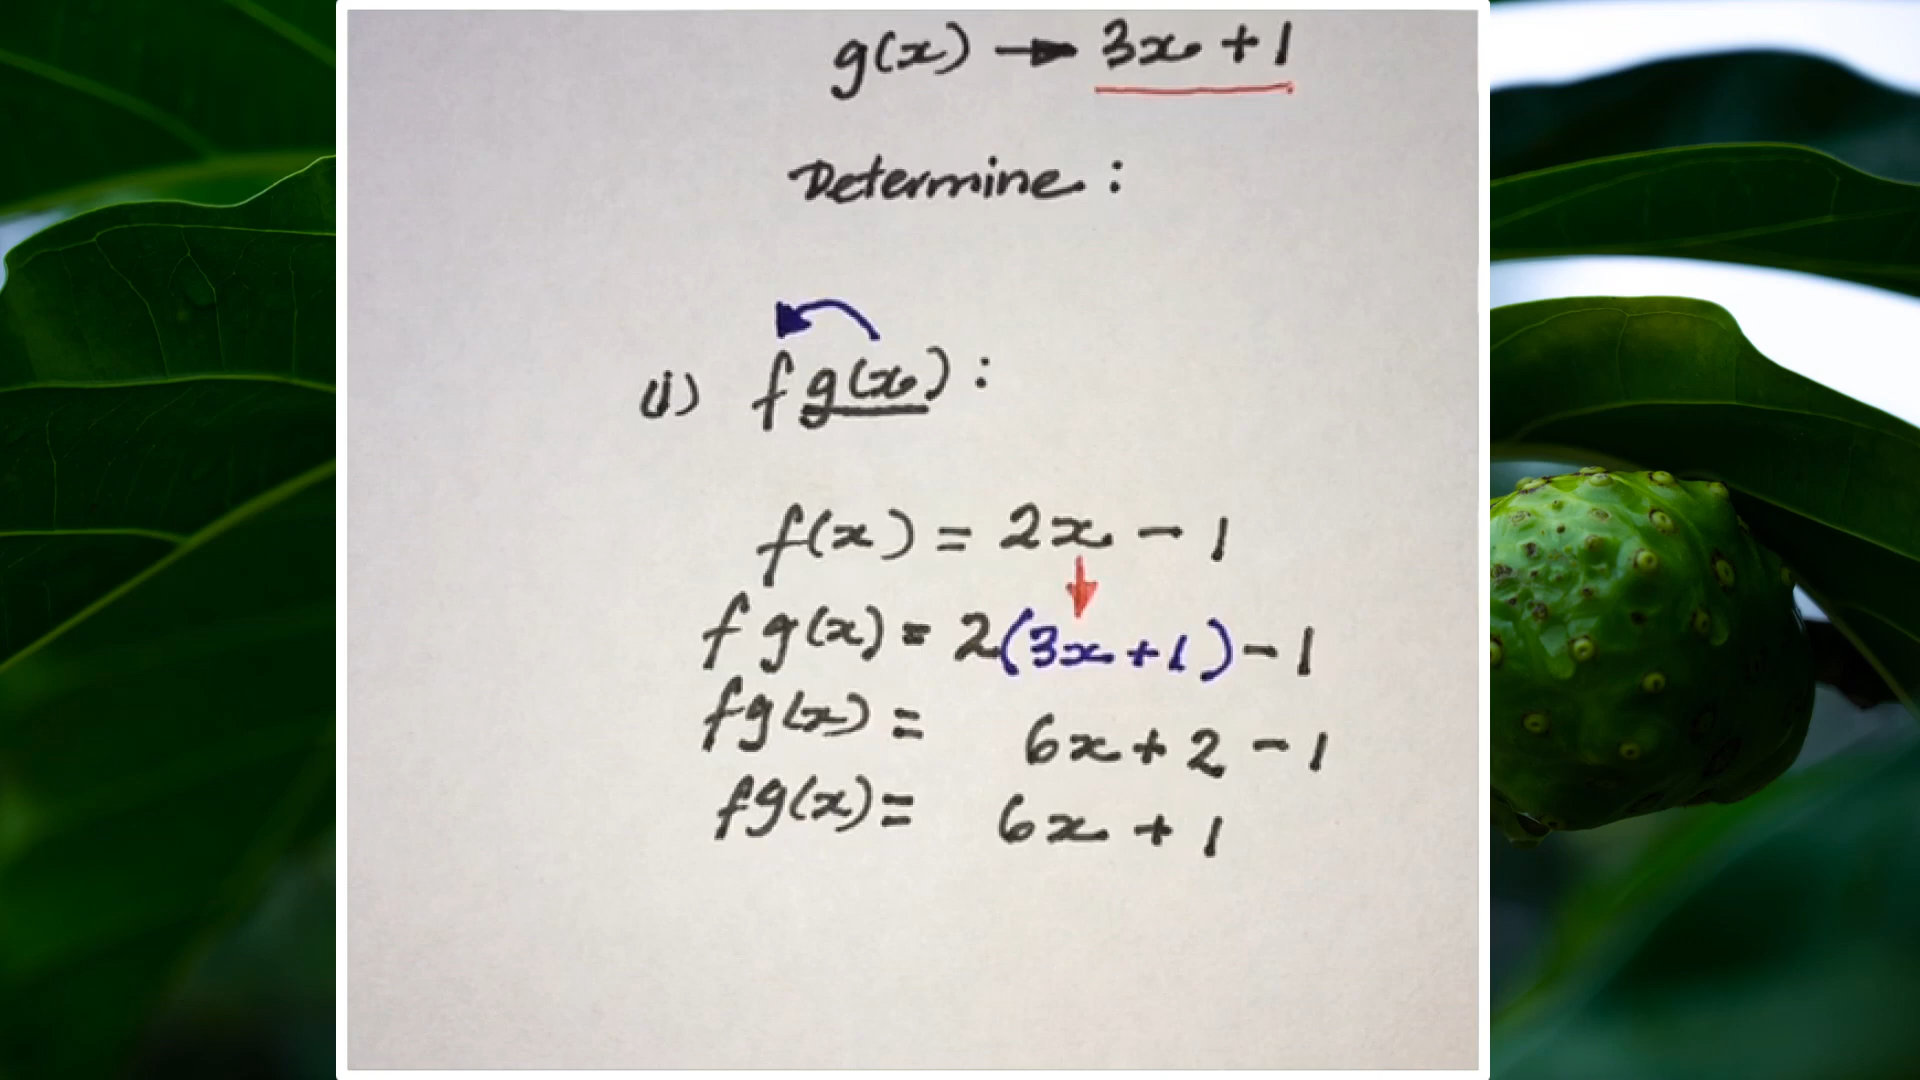 g(x) → 3x + 1
Determine :
(i) fg(x) :
f(x) = 2x - 1
fg(x) = 2(3x+1) - 1
fg(x) = 6x + 2 - 1
fg(x) = 6x + 1